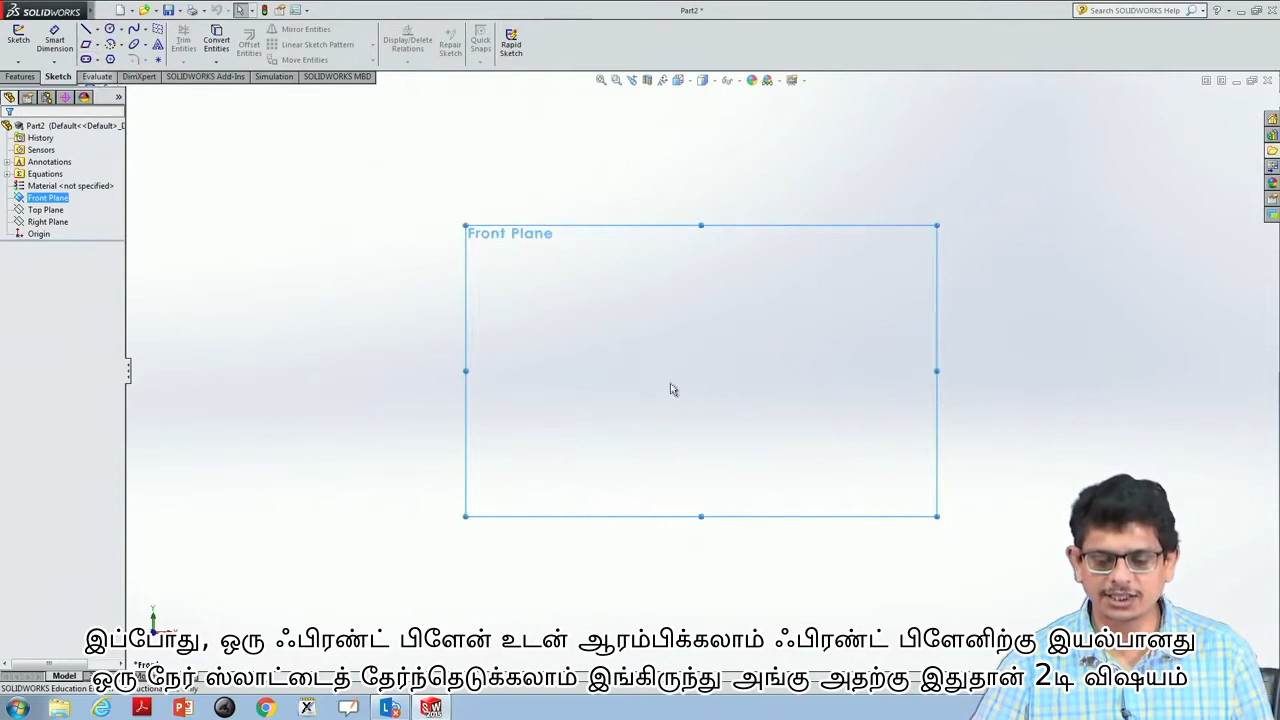 SOLIDWORKS
Part2 *
Search SOLIDWORKS Help
Sketch
Smart Dimension
Trim Entities
Convert Entities
Offset Entities
Mirror Entities
Linear Sketch Pattern
Move Entities
Display/Delete Relations
Repair Sketch
Quick Snaps
Rapid Sketch
Features
Sketch
Evaluate
DimXpert
SOLIDWORKS Add-Ins
Simulation
SOLIDWORKS MBD
Part2 (Default<<Default>_D
History
Sensors
Annotations
Equations
Material <not specified>
Front Plane
Top Plane
Right Plane
Origin
Front Plane
Y
*Fro
இப்போது, ஒரு ஃபிரண்ட் பிளேன் உடன் ஆரம்பிக்கலாம் ஃபிரண்ட் பிளேனிற்கு இயல்பானது
ஒரு நேர் ஸ்லாட்டைத தேர்ந்தெடுக்கலாம் இங்கிருந்து அங்கு அதற்கு இதுதான் 2டி விஷயம்
Model
SOLIDWORKS Education E